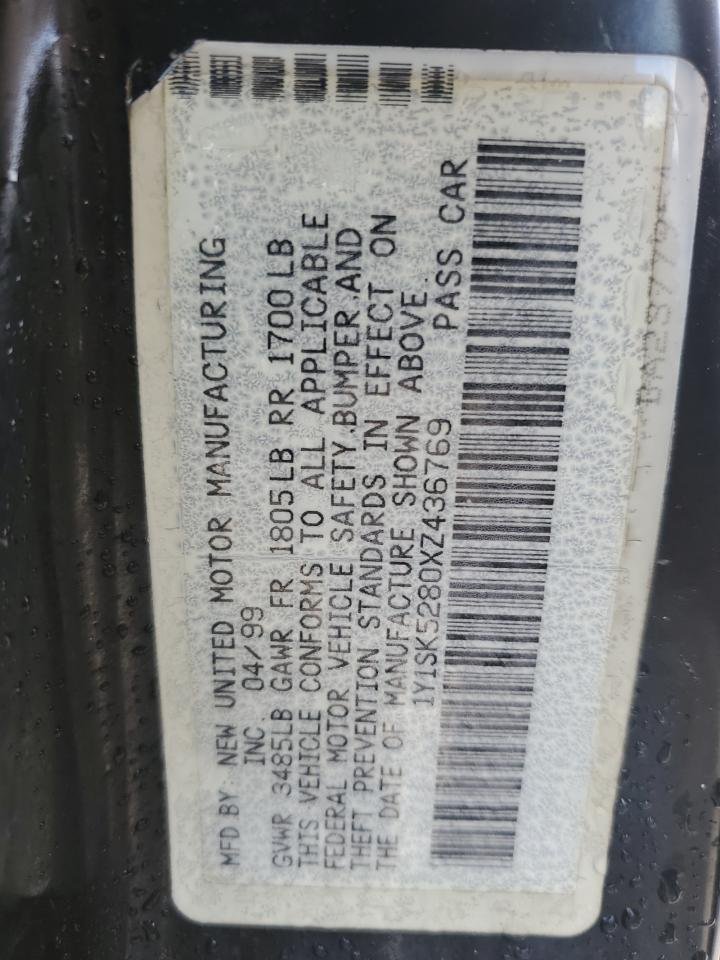 MFD BY NEW UNITED MOTOR MANUFACTURING
INC 04/99
GVWR 3485LB GAWR FR 1805LB RR 1700LB
THIS VEHICLE CONFORMS TO ALL APPLICABLE
FEDERAL MOTOR VEHICLE SAFETY.BUMPER.AND
THEFT PREVENTION STANDARDS IN EFFECT ON
THE DATE OF MANUFACTURE SHOWN ABOVE.
1Y1SK5280XZ436769 PASS CAR